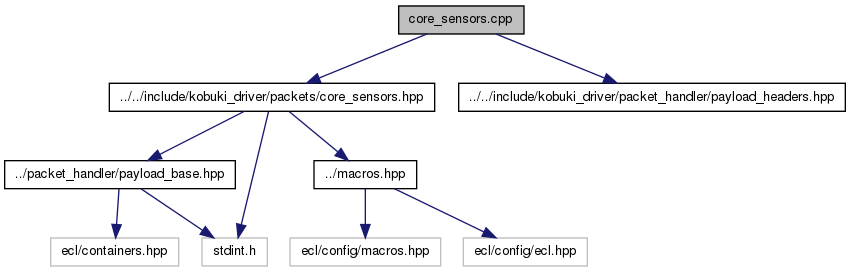 core_sensors.cpp
../../include/kobuki_driver/packets/core_sensors.hpp
../../include/kobuki_driver/packet_handler/payload_headers.hpp
../packet_handler/payload_base.hpp
../macros.hpp
ecl/containers.hpp
stdint.h
ecl/config/macros.hpp
ecl/config/ecl.hpp